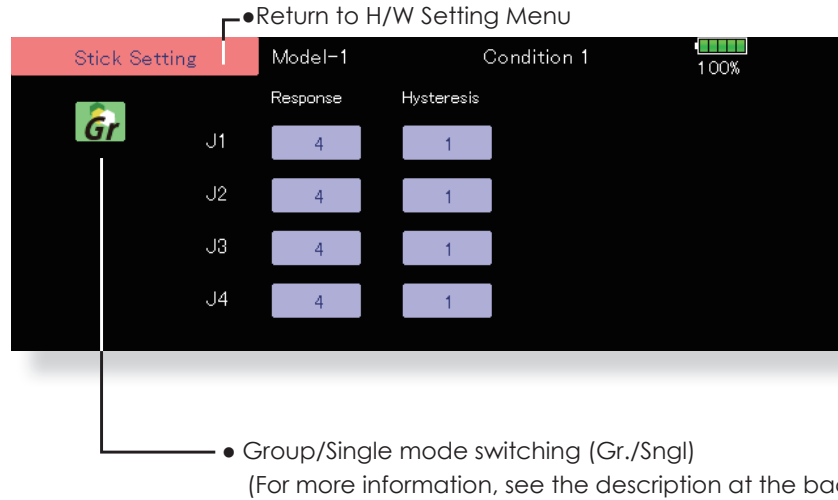 ●Return to H/W Setting Menu
Stick Setting Model-1 Condition 1 100%
Response Hysteresis
Gr
J1 4 1
J2 4 1
J3 4 1
J4 4 1
● Group/Single mode switching (Gr./Sngl)
(For more information, see the description at the